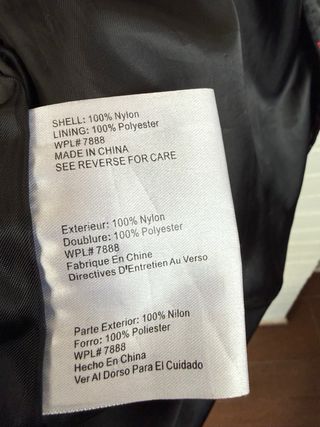 SHELL: 100% Nylon
LINING: 100% Polyester
WPL# 7888
MADE IN CHINA
SEE REVERSE FOR CARE
Exterieur: 100% Nylon
Doublure: 100% Polyester
WPL# 7888
Fabrique En Chine
Directives D'Entretien Au Verso
Parte Exterior: 100% Nilon
Forro: 100% Poliester
WPL# 7888
Hecho En China
Ver Al Dorso Para El Cuidado